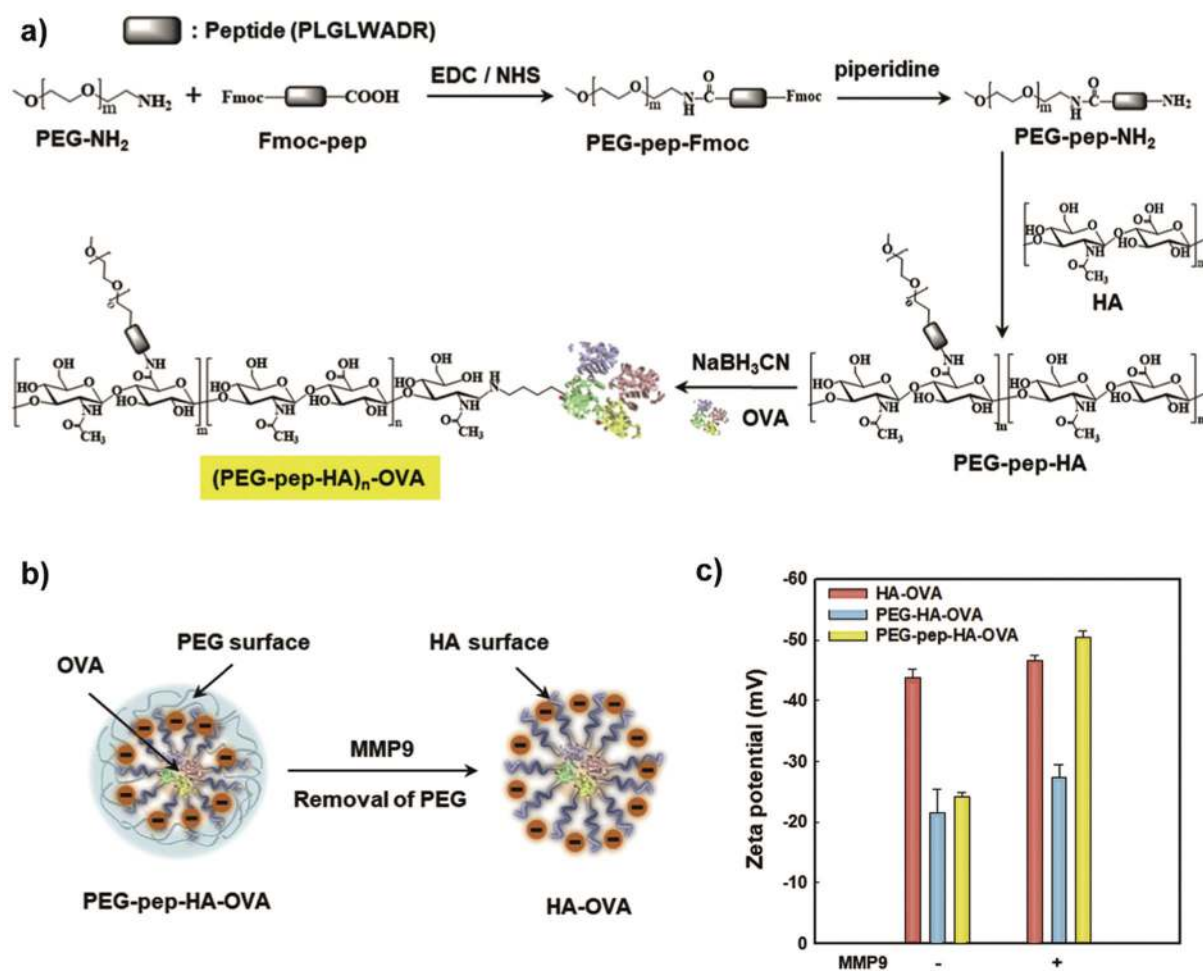 a)
: Peptide (PLGLWADR)
PEG-NH2
+
Fmoc
COOH
Fmoc-pep
EDC / NHS
PEG-pep-Fmoc
piperidine
PEG-pep-NH2
HA
PEG-pep-HA
NaBH3CN
OVA
(PEG-pep-HA)n-OVA
b)
OVA
PEG surface
HA surface
MMP9
Removal of PEG
PEG-pep-HA-OVA
HA-OVA
c)
HA-OVA
PEG-HA-OVA
PEG-pep-HA-OVA
Zeta potential (mV)
-60
-50
-40
-30
-20
-10
0
MMP9 - +